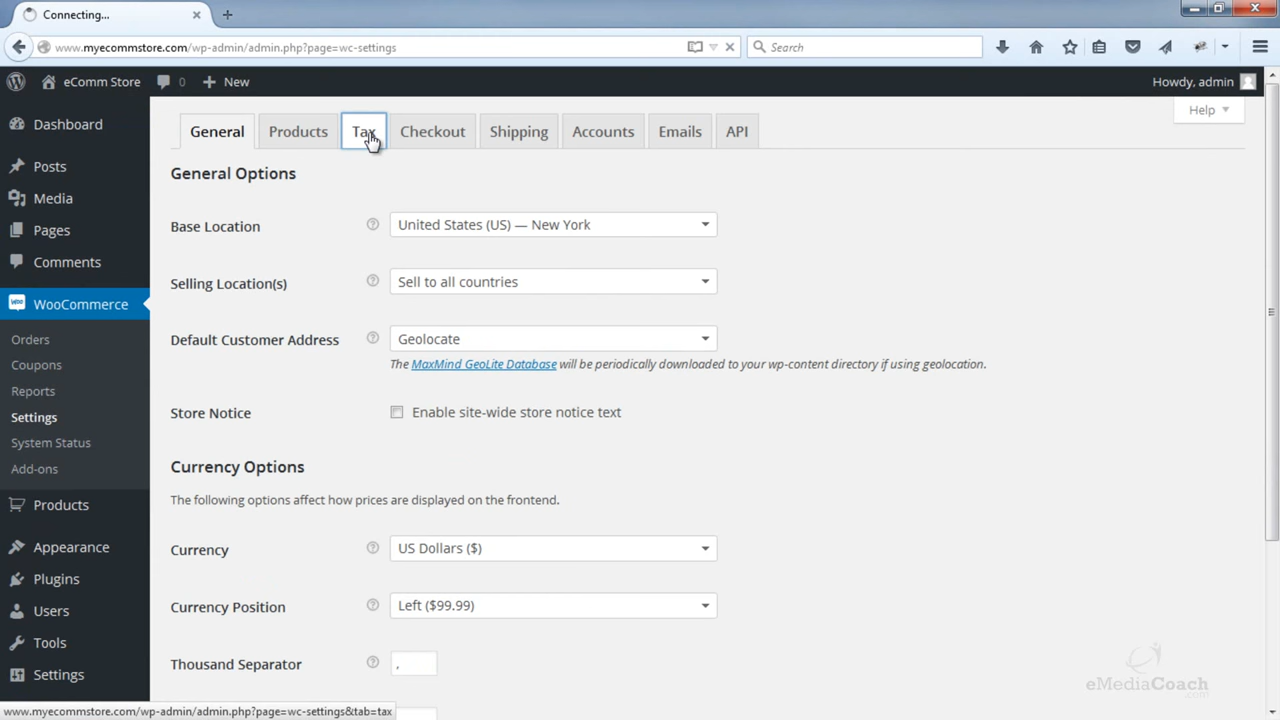 Connecting...
www.myecommstore.com/wp-admin/admin.php?page=wc-settings
Search
eComm Store
0
New
Howdy, admin
Help
General
Products
Tax
Checkout
Shipping
Accounts
Emails
API
Dashboard
Posts
Media
Pages
Comments
WooCommerce
Orders
Coupons
Reports
Settings
System Status
Add-ons
Products
Appearance
Plugins
Users
Tools
Settings
General Options
Base Location
United States (US) — New York
Selling Location(s)
Sell to all countries
Default Customer Address
Geolocate
The MaxMind GeoLite Database will be periodically downloaded to your wp-content directory if using geolocation.
Store Notice
Enable site-wide store notice text
Currency Options
The following options affect how prices are displayed on the frontend.
Currency
US Dollars ($)
Currency Position
Left ($99.99)
Thousand Separator
,
eMediaCoach
.com
www.myecommstore.com/wp-admin/admin.php?page=wc-settings&tab=tax